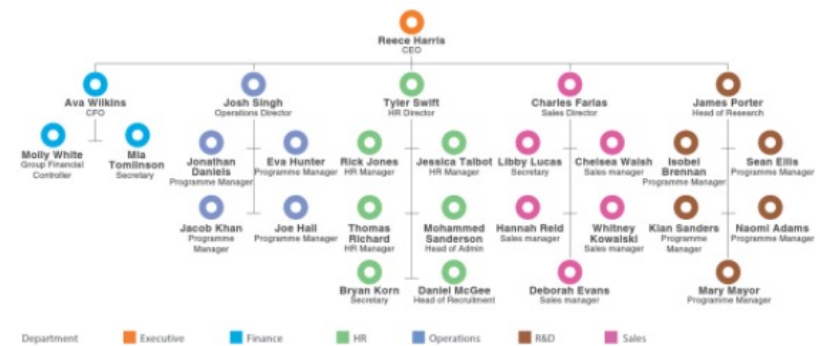 Reece Harris
CEO
Ava Wilkins
CFO
Josh Singh
Operations Director
Tyler Swift
HR Director
Charles Farias
Sales Director
James Porter
Head of Research
Molly White
Group Financial
Controller
Mia
Tomlinson
Secretary
Jonathan
Daniels
Programme Manager
Eva Hunter
Programme Manager
Rick Jones
HR Manager
Jessica Talbot
HR Manager
Libby Lucas
Secretary
Chelsea Walsh
Sales manager
Isobel
Brennan
Programme Manager
Sean Ellis
Programme Manager
Jacob Khan
Programme
Manager
Joe Hall
Programme Manager
Thomas
Richard
HR Manager
Mohammed
Sanderson
Head of Admin
Hannah Reid
Sales manager
Whitney
Kowalski
Sales manager
Kian Sanders
Programme
Manager
Naomi Adams
Programme Manager
Bryan Korn
Secretary
Daniel McGee
Head of Recruitment
Deborah Evans
Sales manager
Mary Mayor
Programme Manager
Department Executive Finance HR Operations R&D Sales